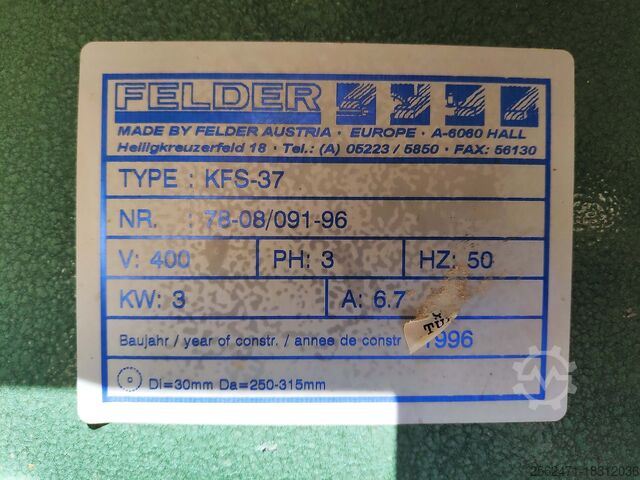 FELDER
MADE BY FELDER AUSTRIA · EUROPE · A-6060 HALL
Heiligkreuzerfeld 18 · Tel.: (A) 05223 / 5850 · FAX: 56130
TYPE : KFS-37
NR. : 78-08/091-96
V: 400 PH: 3 HZ: 50
KW: 3 A: 6.7
Baujahr / year of constr. / annee de constr 1996
Di=30mm Da=250-315mm